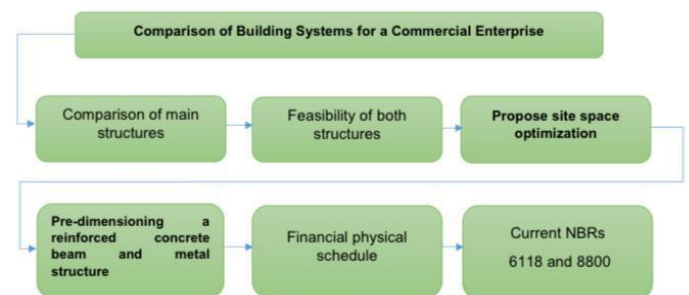 Comparison of Building Systems for a Commercial Enterprise
Comparison of main
structures
Feasibility of both
structures
Propose site space
optimization
Pre-dimensioning a
reinforced concrete
beam and metal
structure
Financial physical
schedule
Current NBRs
6118 and 8800